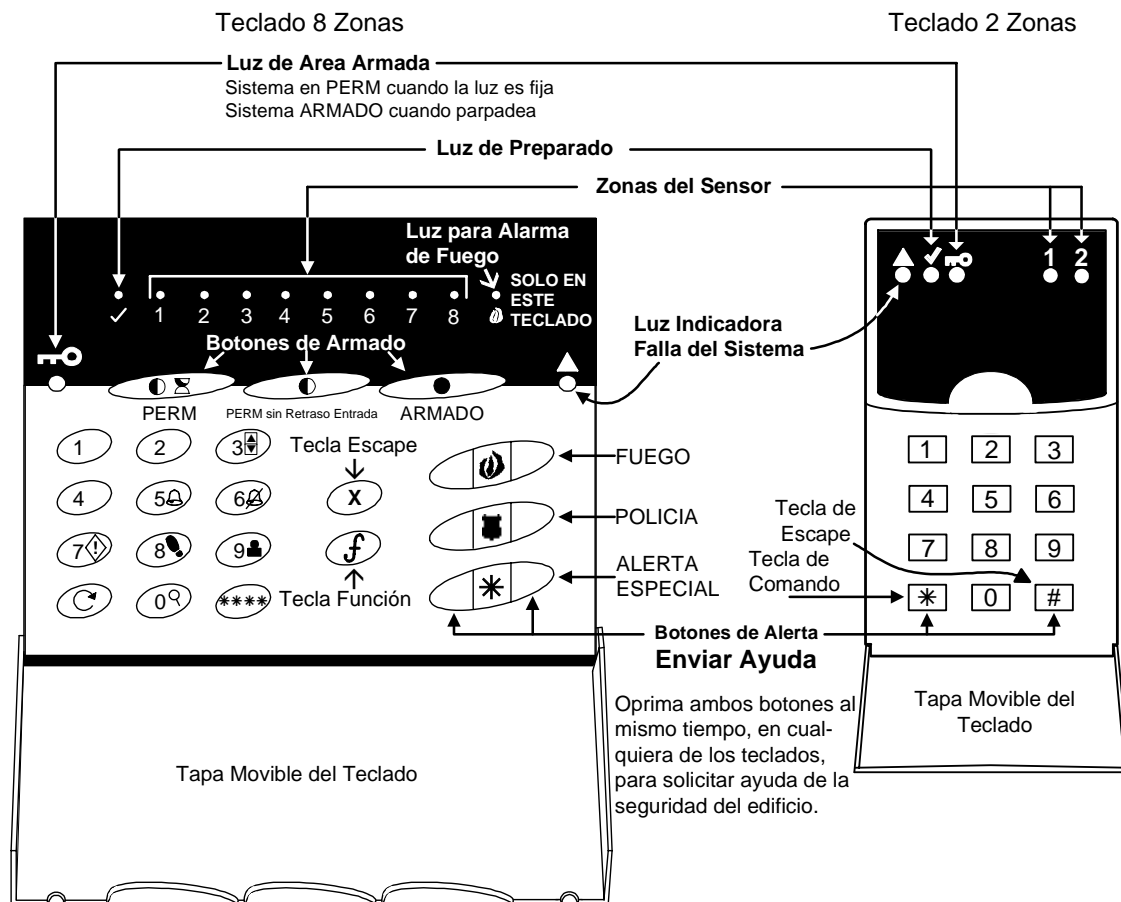 Teclado 8 Zonas
Teclado 2 Zonas
Luz de Area Armada
Sistema en PERM cuando la luz es fija
Sistema ARMADO cuando parpadea
Luz de Preparado
Zonas del Sensor
Luz para Alarma
de Fuego
SOLO EN
ESTE
TECLADO
1 2 3 4 5 6 7 8
1 2
Luz Indicadora
Falla del Sistema
Botones de Armado
PERM
PERM sin Retraso Entrada
ARMADO
1 2 3
4 5 6
7 8 9
0 ****
Tecla Escape
X
f
Tecla Función
FUEGO
POLICIA
ALERTA
ESPECIAL
*
1 2 3
4 5 6
7 8 9
* 0 #
Tecla de
Escape
Tecla de
Comando
Botones de Alerta
Enviar Ayuda
Oprima ambos botones al
mismo tiempo, en cual-
quiera de los teclados,
para solicitar ayuda de la
seguridad del edificio.
Tapa Movible del Teclado
Tapa Movible del
Teclado